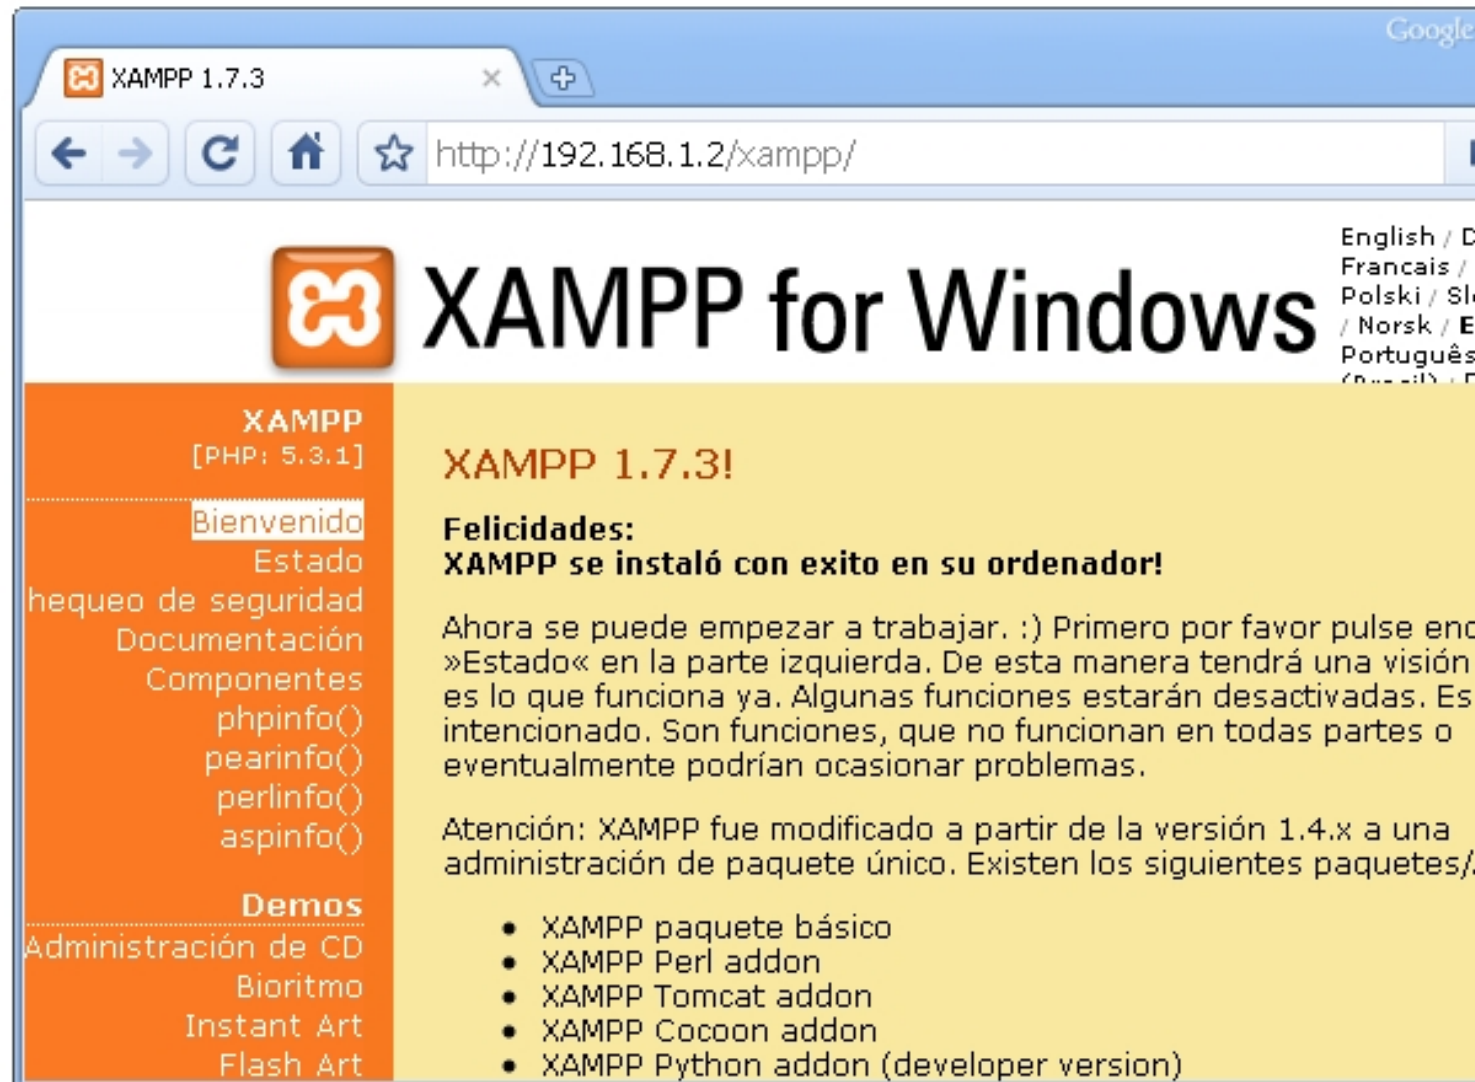 Google
XAMPP 1.7.3
http://192.168.1.2/xampp/
XAMPP for Windows
English /
Francais /
Polski /
/ Norsk /
Português
XAMPP
[PHP: 5.3.1]
Bienvenido
Estado
hequeo de seguridad
Documentación
Componentes
phpinfo()
pearinfo()
perlinfo()
aspinfo()
Demos
Administración de CD
Bioritmo
Instant Art
Flash Art
XAMPP 1.7.3!
Felicidades:
XAMPP se instaló con exito en su ordenador!
Ahora se puede empezar a trabajar. :) Primero por favor pulse
»Estado« en la parte izquierda. De esta manera tendrá una visión
es lo que funciona ya. Algunas funciones estarán desactivadas. Es
intencionado. Son funciones, que no funcionan en todas partes o
eventualmente podrían ocasionar problemas.
Atención: XAMPP fue modificado a partir de la versión 1.4.x a una
administración de paquete único. Existen los siguientes paquetes/
• XAMPP paquete básico
• XAMPP Perl addon
• XAMPP Tomcat addon
• XAMPP Cocoon addon
• XAMPP Python addon (developer version)